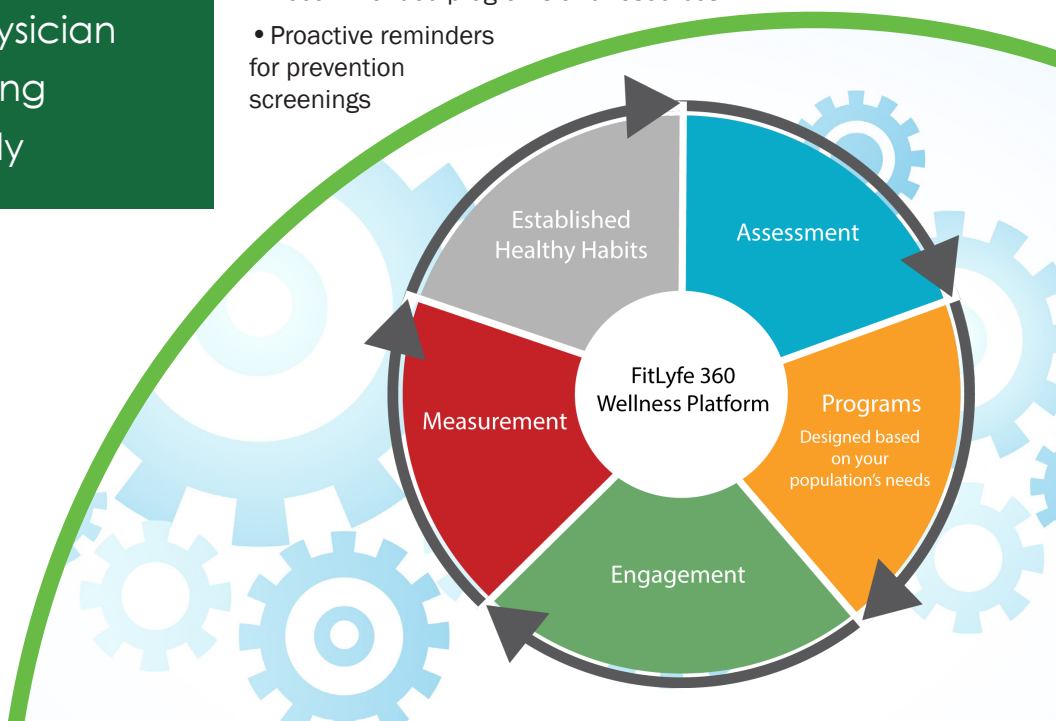 • Proactive reminders
for prevention
screenings
Established
Healthy Habits
Assessment
FitLyfe 360
Wellness Platform
Programs
Designed based
on your
population's needs
Measurement
Engagement